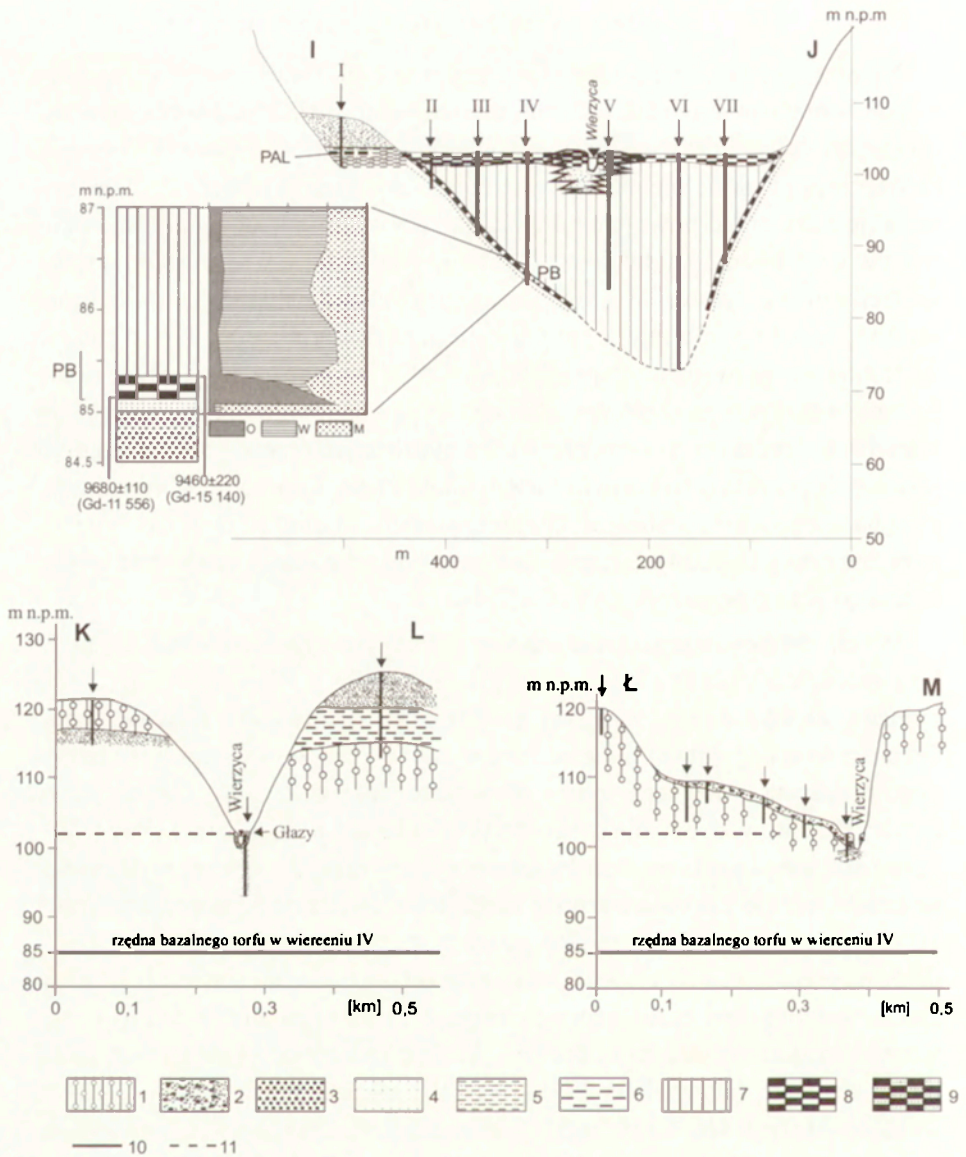 m n.p.m
I
J
I
II
III
IV
Wierzyca
V
VI
VII
110
PAL
100
m n.p.m.
87
90
PB
86
80
PB
70
85
O
W
M
60
84.5
9680±110
(Gd-11 556)
9460±220
(Gd-15 140)
50
m
400
200
0
m n.p.m.
130
K
L
m n.p.m.
Ł
M
120
120
Wierzyca
Wierzyca
110
110
Głazy
100
100
90
90
rzędna bazalnego torfu w wierceniu IV
rzędna bazalnego torfu w wierceniu IV
85
85
80
80
0
0,1
0,3
[km]
0,5
0
0,1
0,3
[km]
0,5
1
2
3
4
5
6
7
8
9
10
11